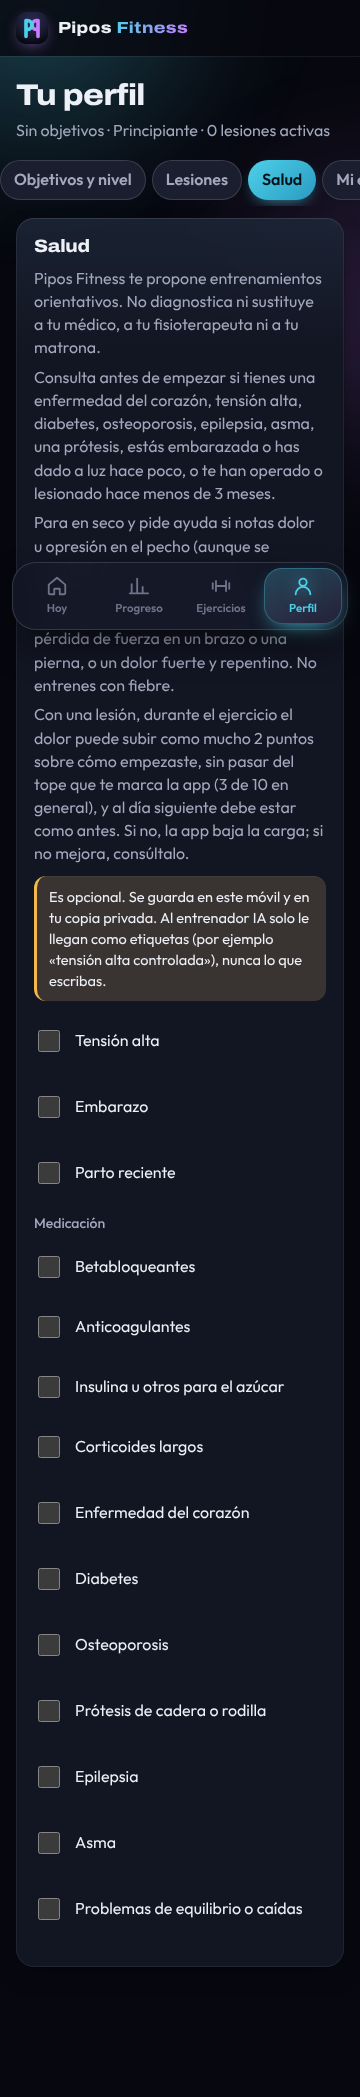 Pipos Fitness
Tu perfil
Sin objetivos · Principiante · 0 lesiones activas
Objetivos y nivel
Lesiones
Salud
Mi
Salud
Pipos Fitness te propone entrenamientos
orientativos. No diagnostica ni sustituye
a tu médico, a tu fisioterapeuta ni a tu
matrona.
Consulta antes de empezar si tienes una
enfermedad del corazón, tensión alta,
diabetes, osteoporosis, epilepsia, asma,
una prótesis, estás embarazada o has
dado a luz hace poco, o te han operado o
lesionado hace menos de 3 meses.
Para en seco y pide ayuda si notas dolor
u opresión en el pecho (aunque se
Hoy
Progreso
Ejercicios
Perfil
pérdida de fuerza en un brazo o una
pierna, o un dolor fuerte y repentino. No
entrenes con fiebre.
Con una lesión, durante el ejercicio el
dolor puede subir como mucho 2 puntos
sobre cómo empezaste, sin pasar del
tope que te marca la app (3 de 10 en
general), y al día siguiente debe estar
como antes. Si no, la app baja la carga; si
no mejora, consúltalo.
Es opcional. Se guarda en este móvil y en
tu copia privada. Al entrenador IA solo le
llegan como etiquetas (por ejemplo
«tensión alta controlada»), nunca lo que
escribas.
Tensión alta
Embarazo
Parto reciente
Medicación
Betabloqueantes
Anticoagulantes
Insulina u otros para el azúcar
Corticoides largos
Enfermedad del corazón
Diabetes
Osteoporosis
Prótesis de cadera o rodilla
Epilepsia
Asma
Problemas de equilibrio o caídas